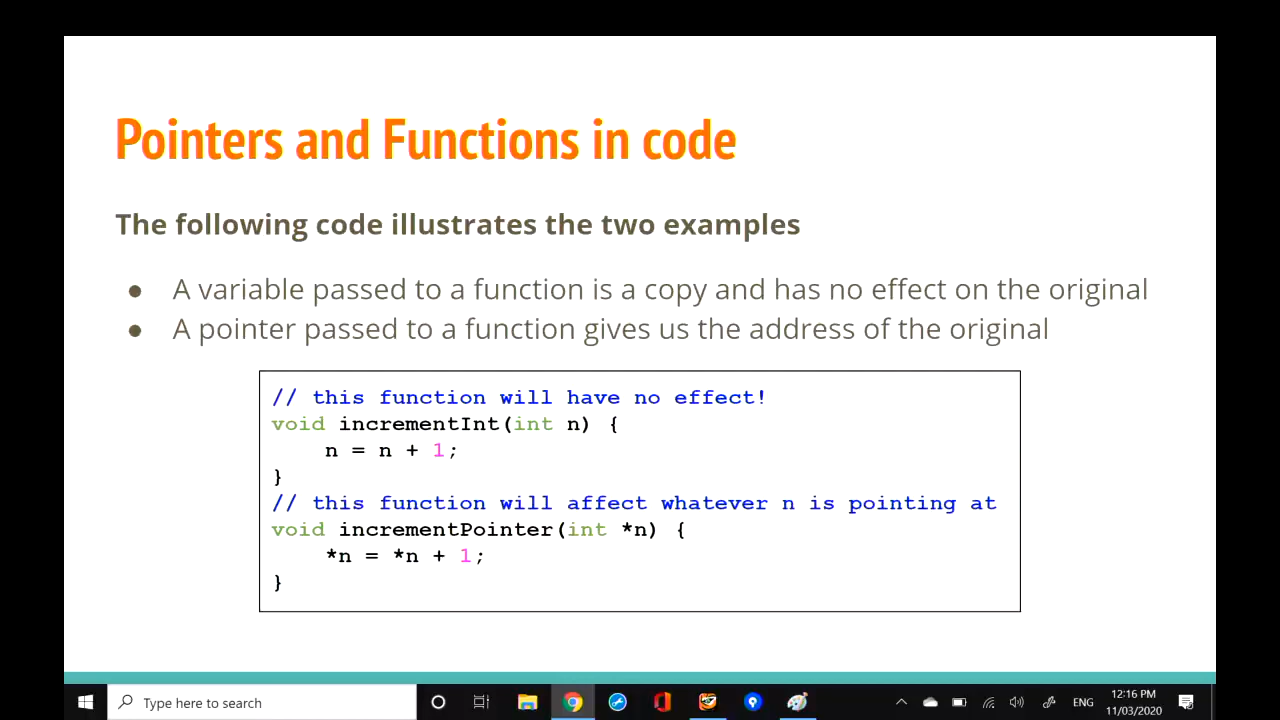 Pointers and Functions in code
The following code illustrates the two examples
● A variable passed to a function is a copy and has no effect on the original
● A pointer passed to a function gives us the address of the original
// this function will have no effect!
void incrementInt(int n) {
    n = n + 1;
}
// this function will affect whatever n is pointing at
void incrementPointer(int *n) {
    *n = *n + 1;
}
Type here to search
ENG
12:16 PM
11/03/2020